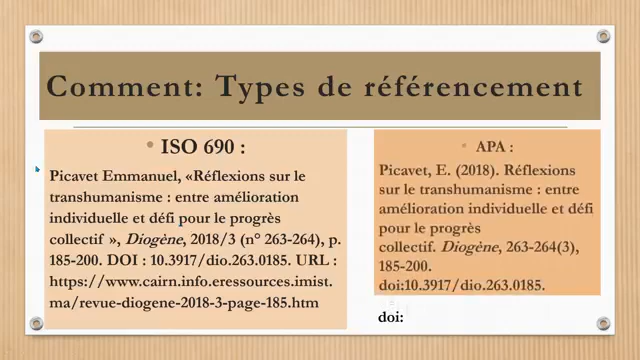 Comment: Types de référencement
• ISO 690 :
Picavet Emmanuel, «Réflexions sur le
transhumanisme : entre amélioration
individuelle et défi pour le progrès
collectif », Diogène, 2018/3 (n° 263-264), p.
185-200. DOI : 10.3917/dio.263.0185. URL :
https://www.cairn.info.eressources.imist.
ma/revue-diogene-2018-3-page-185.htm
• APA :
Picavet, E. (2018). Réflexions
sur le transhumanisme : entre
amélioration individuelle et défi
pour le progrès
collectif. Diogène, 263-264(3),
185-200.
doi:10.3917/dio.263.0185.
doi: